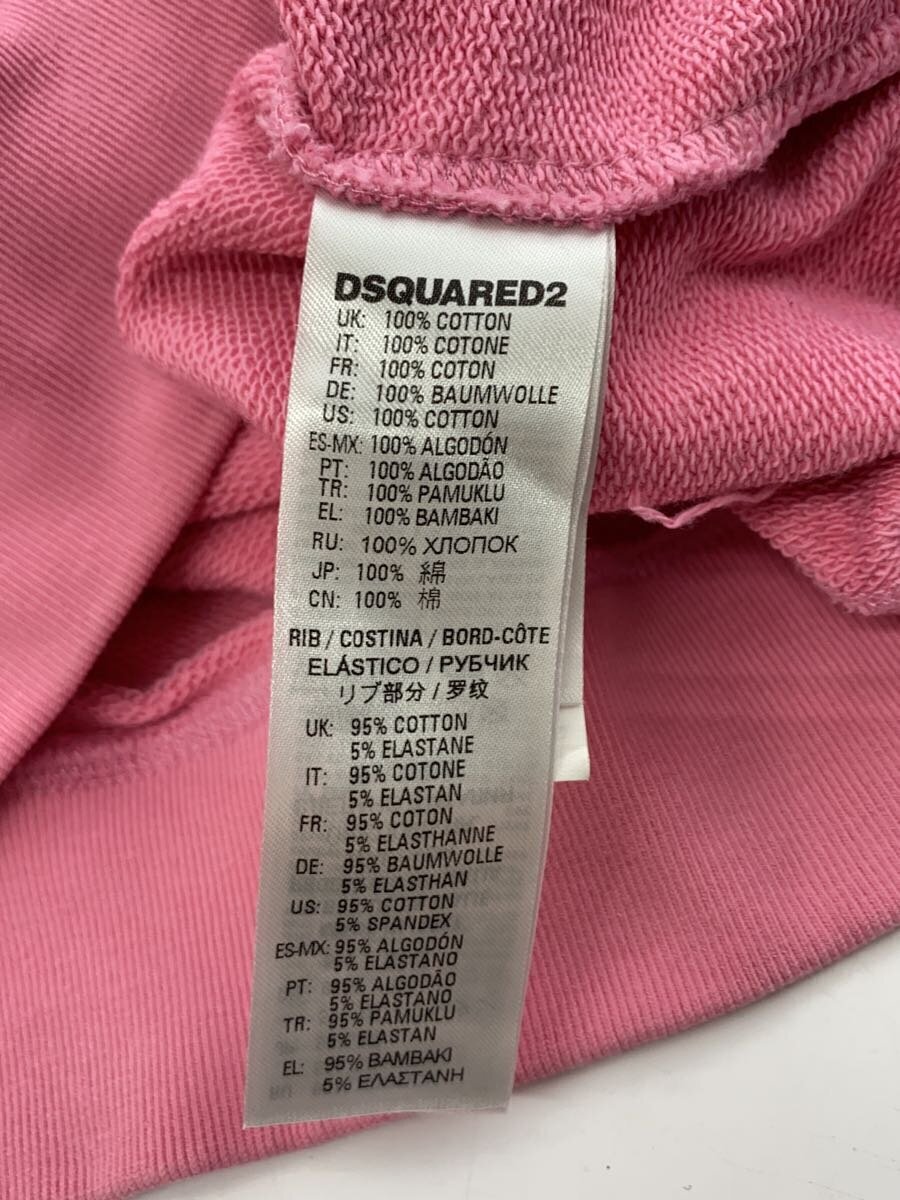 DSQUARED2
UK: 100% COTTON
IT: 100% COTONE
FR: 100% COTON
DE: 100% BAUMWOLLE
US: 100% COTTON
ES-MX: 100% ALGODÓN
PT: 100% ALGODÃO
TR: 100% PAMUKLU
EL: 100% BAMBAKI
RU: 100% ХЛОПОК
JP: 100% 綿
CN: 100% 棉
RIB / COSTINA / BORD-CÔTE
ELÁSTICO / РУБЧИК
リブ部分 / 罗纹
UK: 95% COTTON
5% ELASTANE
IT: 95% COTONE
5% ELASTAN
FR: 95% COTON
5% ELASTHANNE
DE: 95% BAUMWOLLE
5% ELASTHAN
US: 95% COTTON
5% SPANDEX
ES-MX: 95% ALGODÓN
5% ELASTANO
PT: 95% ALGODÃO
5% ELASTANO
TR: 95% PAMUKLU
5% ELASTAN
EL: 95% BAMBAKI
5% ΕΛΑΣΤΑΝΗ